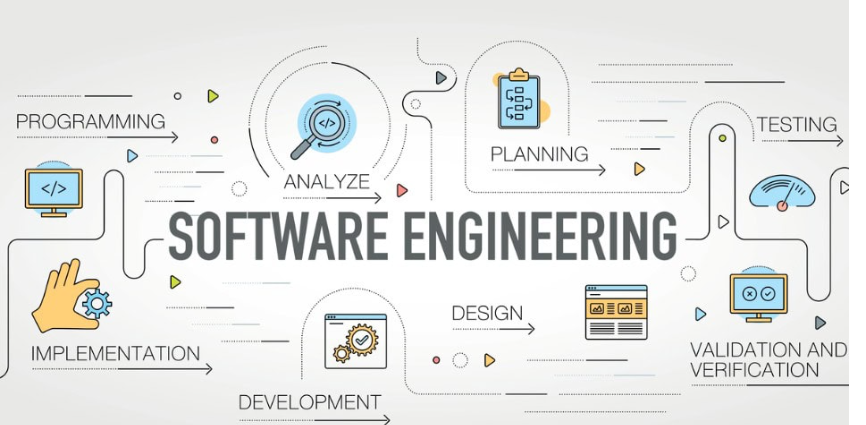 PROGRAMMING
ANALYZE
PLANNING
TESTING
SOFTWARE ENGINEERING
IMPLEMENTATION
DEVELOPMENT
DESIGN
VALIDATION AND
VERIFICATION